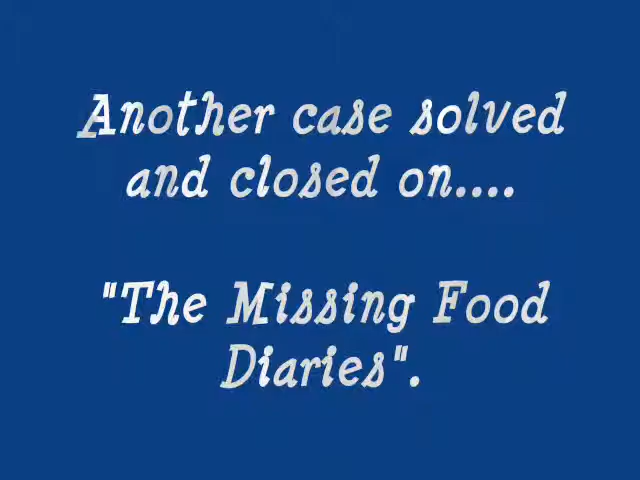 Another case solved
and closed on....
"The Missing Food
Diaries".